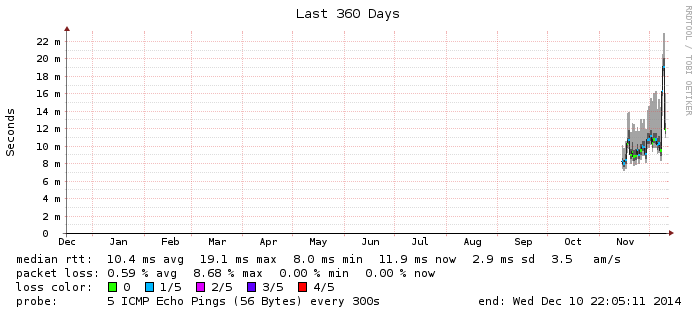 Last 360 Days
RRDTOOL / TOBI OETIKER
Seconds
22 m
20 m
18 m
16 m
14 m
12 m
10 m
8 m
6 m
4 m
2 m
0
Dec Jan Feb Mar Apr May Jun Jul Aug Sep Oct Nov
median rtt: 10.4 ms avg 19.1 ms max 8.0 ms min 11.9 ms now 2.9 ms sd 3.5 am/s
packet loss: 0.59 % avg 8.68 % max 0.00 % min 0.00 % now
loss color: 0 1/5 2/5 3/5 4/5
probe: 5 ICMP Echo Pings (56 Bytes) every 300s end: Wed Dec 10 22:05:11 2014